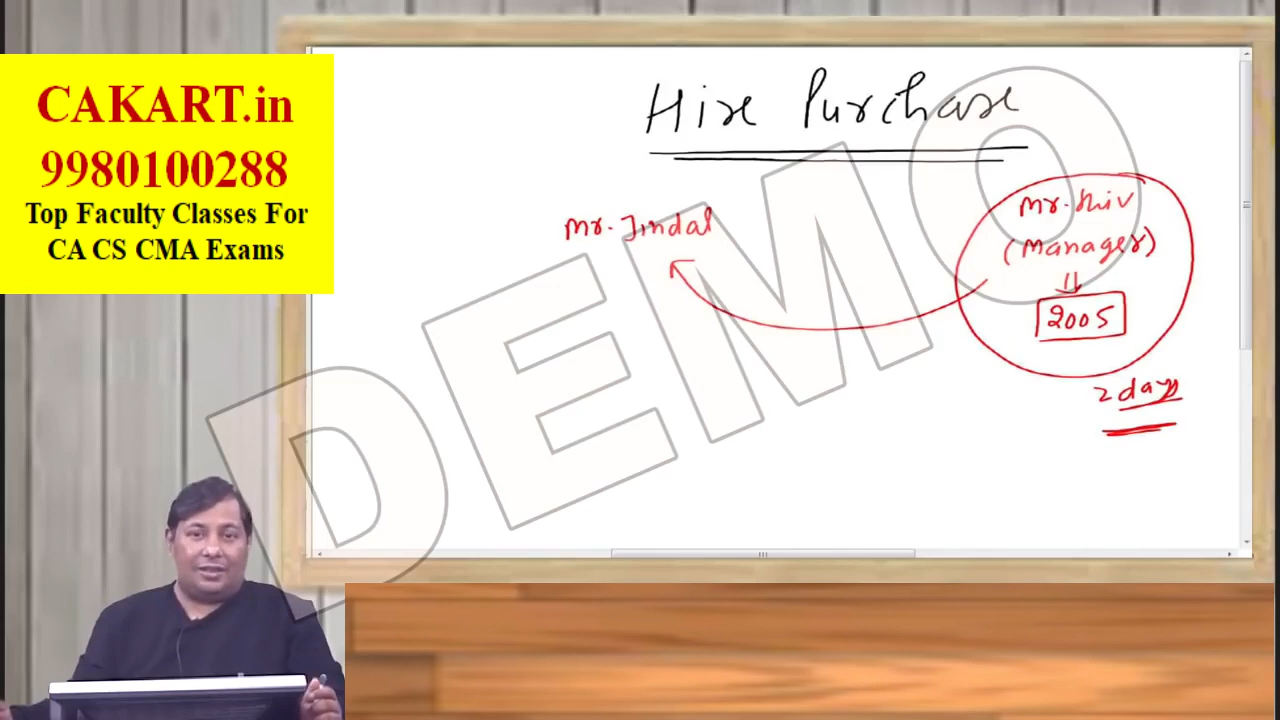 CAKART.in
9980100288
Top Faculty Classes For
CA CS CMA Exams
Hire Purchase
Mr. Jindal
Mr. Shiv
(Manager)
2005
2 days
DEMO